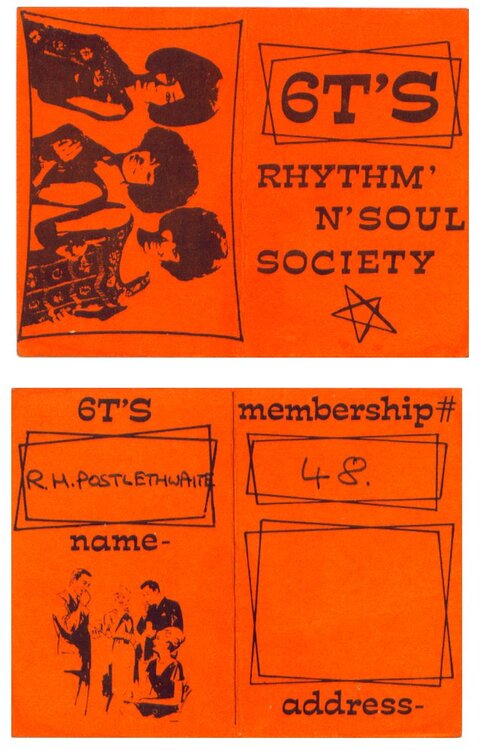 6T'S
RHYTHM'
N' SOUL
SOCIETY
6T'S
R.H. POSTLETHWAITE
name-
membership#
48.
address-